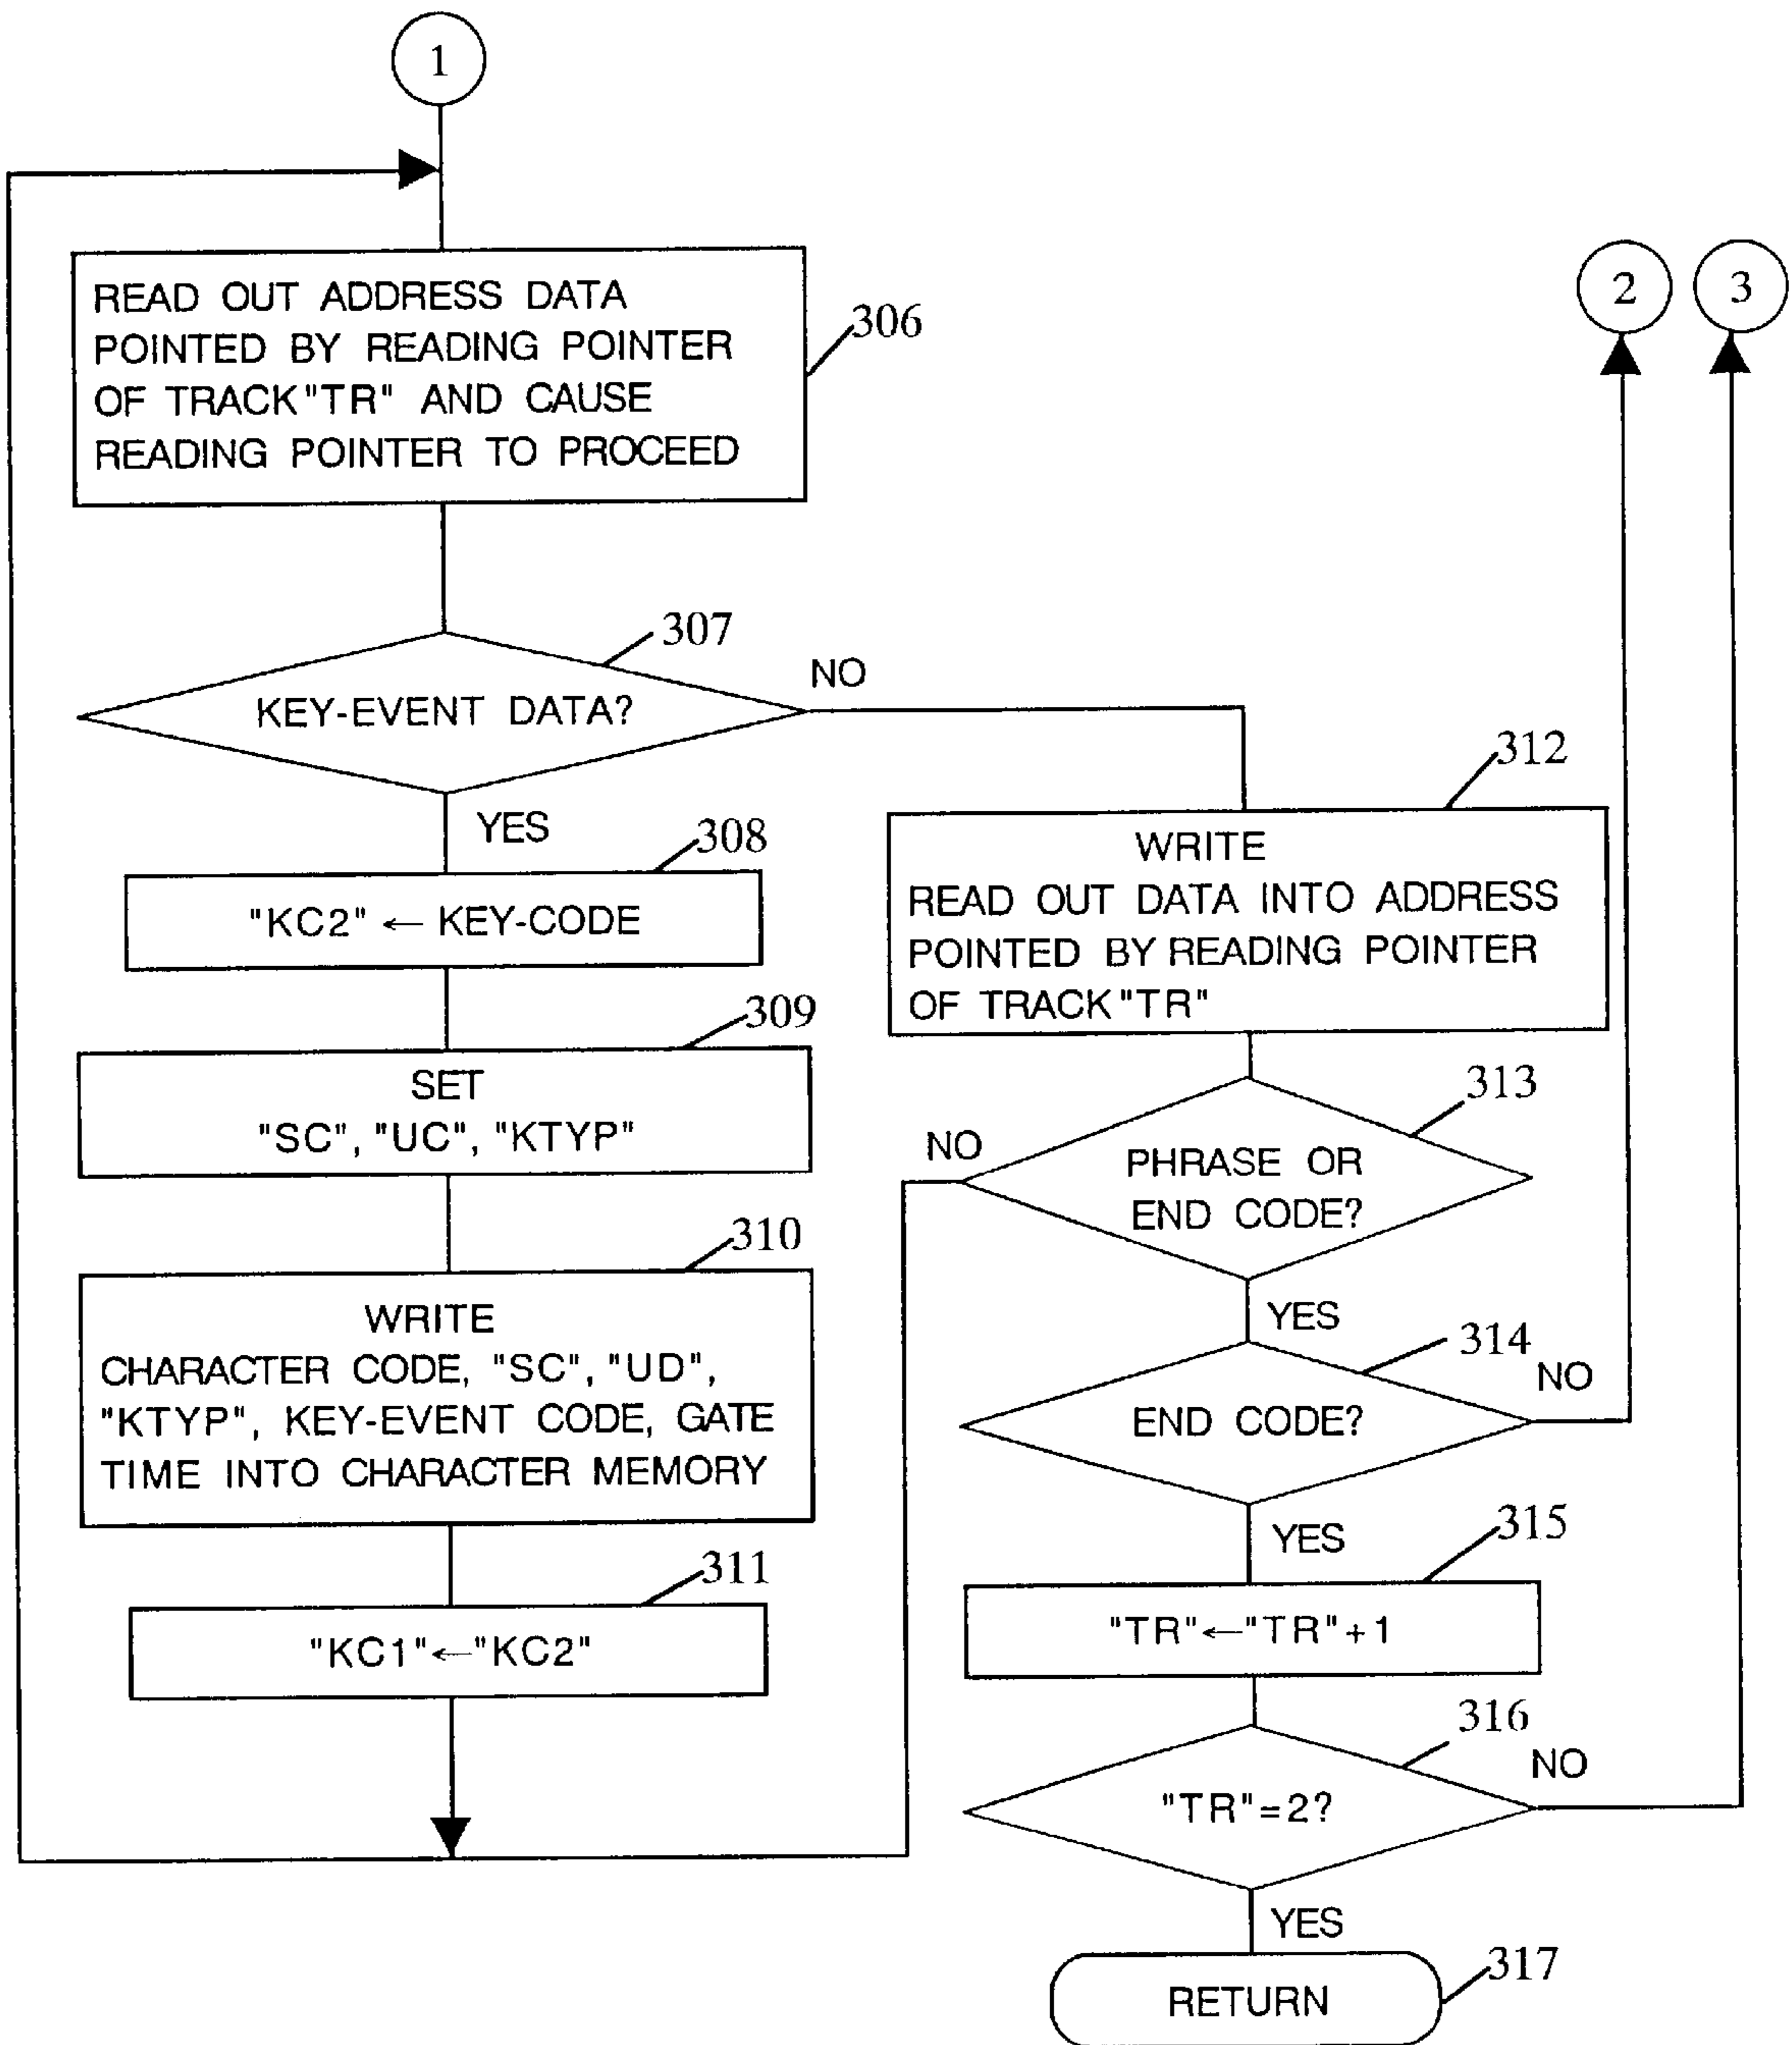 1
READ OUT ADDRESS DATA
POINTED BY READING POINTER
OF TRACK"TR" AND CAUSE
READING POINTER TO PROCEED
306
307
KEY-EVENT DATA?
NO
YES
308
"KC2" ← KEY-CODE
309
SET
"SC", "UC", "KTYP"
310
WRITE
CHARACTER CODE, "SC", "UD",
"KTYP", KEY-EVENT CODE, GATE
TIME INTO CHARACTER MEMORY
311
"KC1"←"KC2"
2
3
312
WRITE
READ OUT DATA INTO ADDRESS
POINTED BY READING POINTER
OF TRACK"TR"
313
NO
PHRASE OR
END CODE?
YES
314
NO
END CODE?
YES
315
"TR"←"TR"+1
316
NO
"TR"=2?
YES
317
RETURN